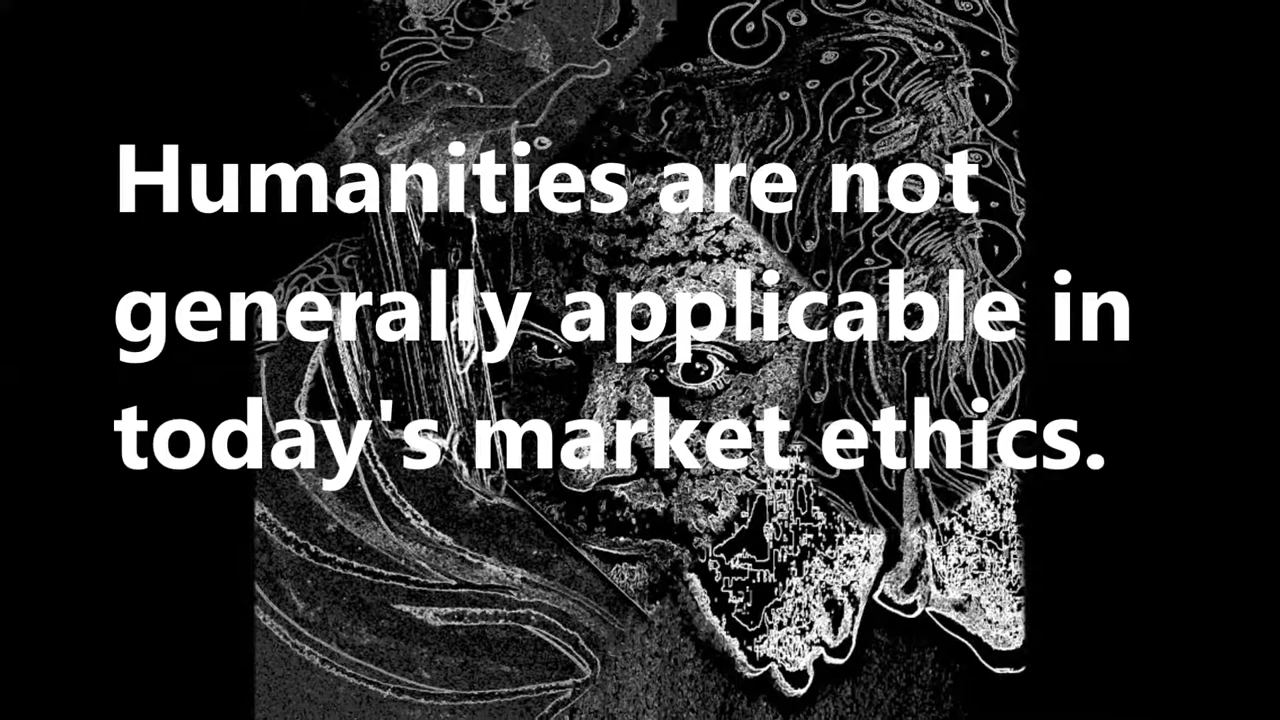 Humanities are not
generally applicable in
today's market ethics.